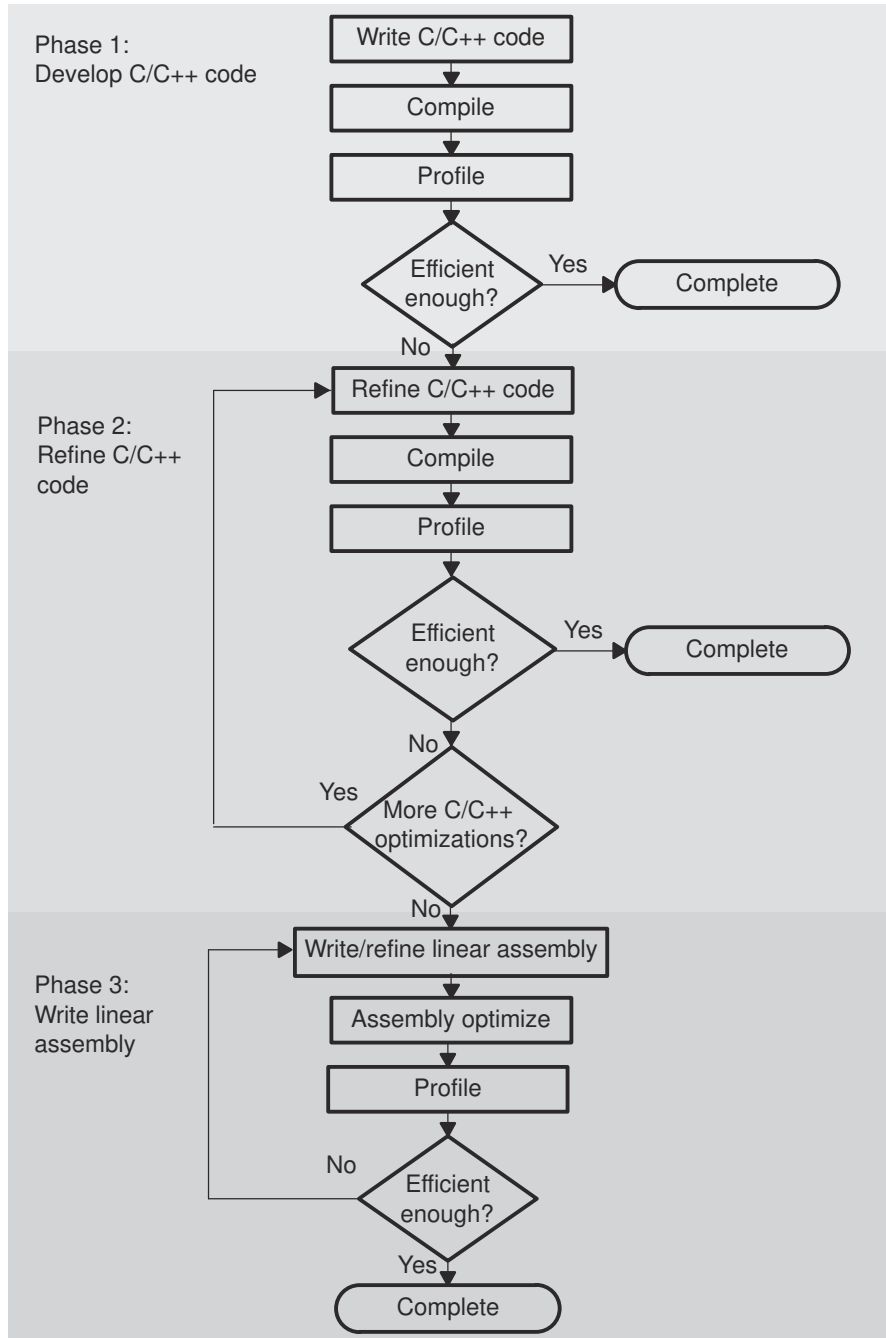 Phase 1:
Develop C/C++ code
Write C/C++ code
Compile
Profile
Efficient
enough?
Yes
Complete
No
Phase 2:
Refine C/C++
code
Refine C/C++ code
Compile
Profile
Efficient
enough?
Yes
Complete
No
Yes
More C/C++
optimizations?
No
Phase 3:
Write linear
assembly
Write/refine linear assembly
Assembly optimize
Profile
No
Efficient
enough?
Yes
Complete